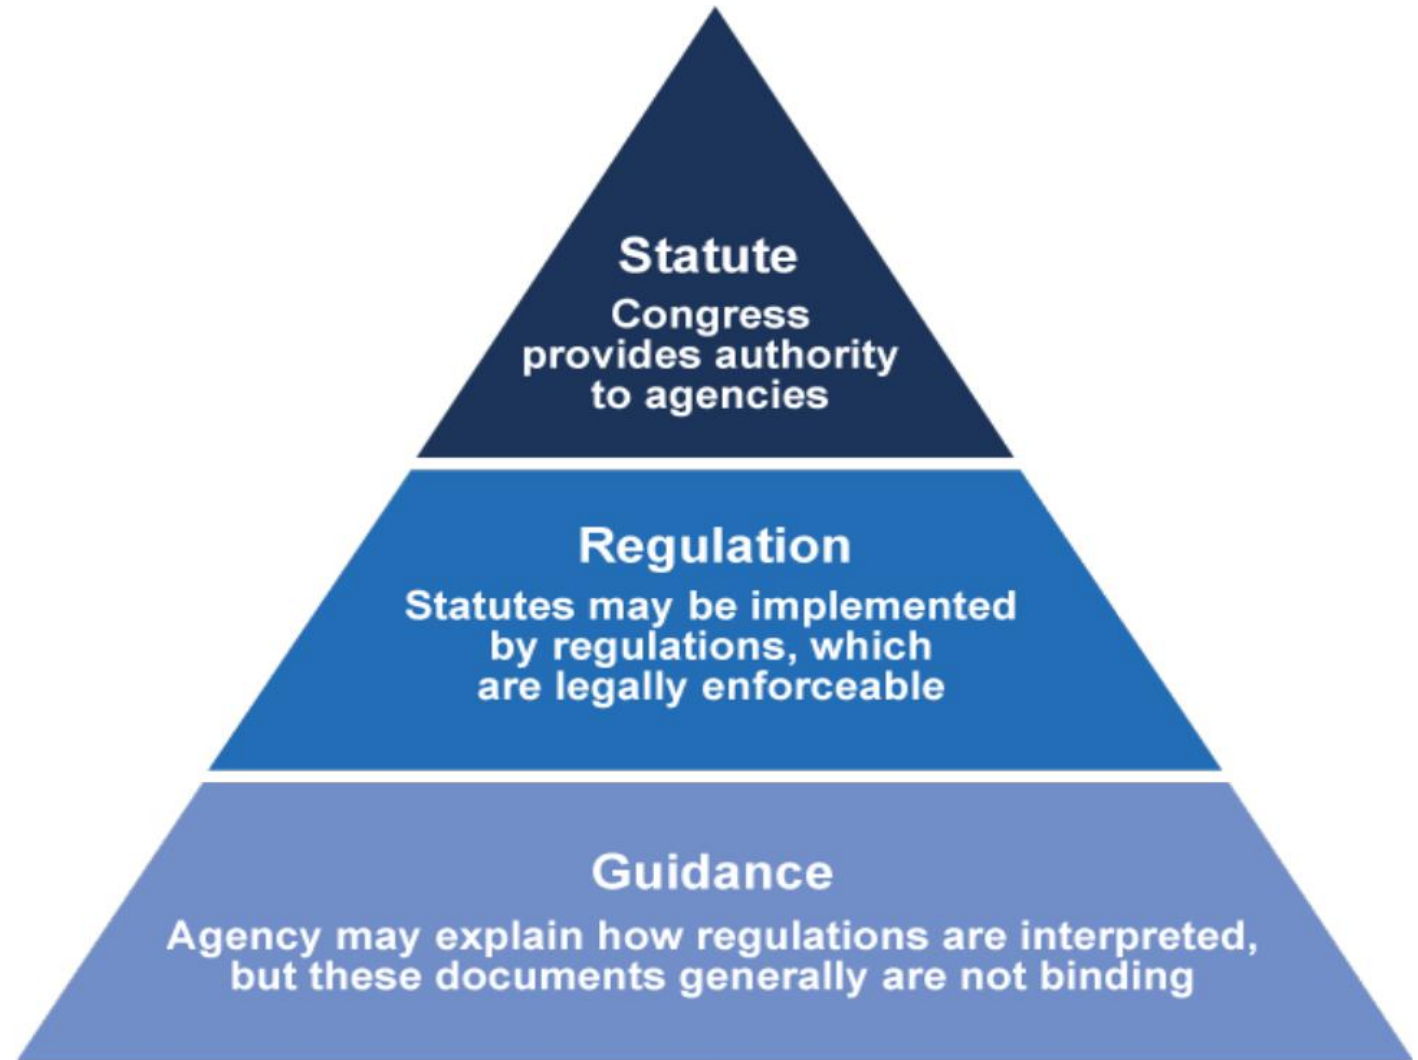 Statute
Congress
provides authority
to agencies
Regulation
Statutes may be implemented
by regulations, which
are legally enforceable
Guidance
Agency may explain how regulations are interpreted,
but these documents generally are not binding